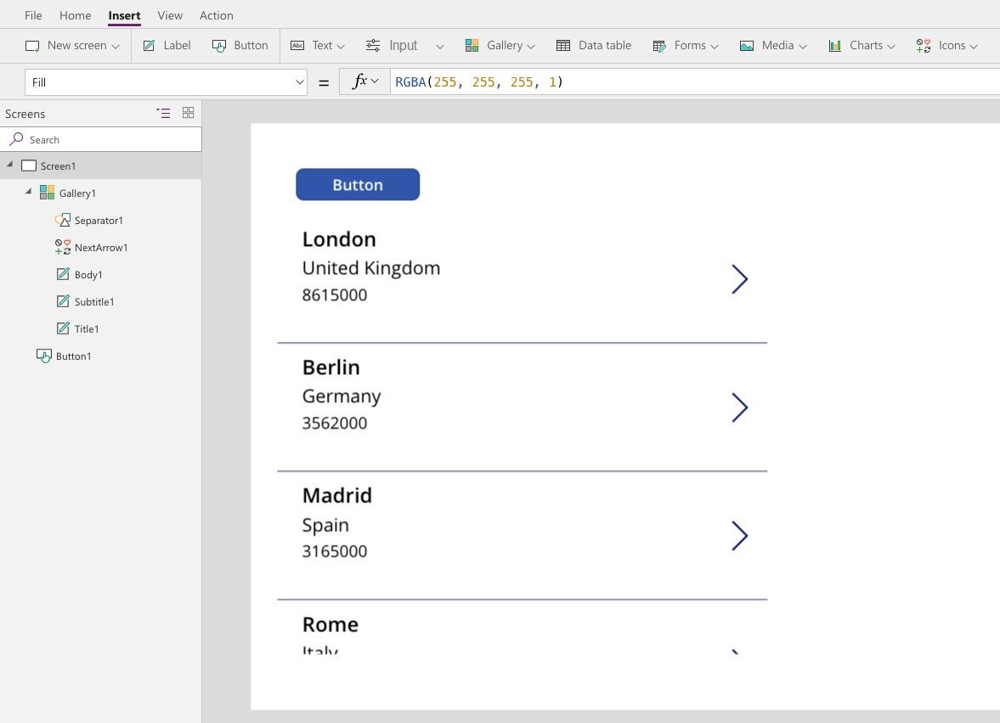 File Home Insert View Action
New screen Label Button Abc Text Input Gallery Data table Forms Media Charts Icons
Fill = fx RGBA(255, 255, 255, 1)
Screens
Search
Screen1
Gallery1
Separator1
NextArrow1
Body1
Subtitle1
Title1
Button1
Button
London
United Kingdom
8615000
Berlin
Germany
3562000
Madrid
Spain
3165000
Rome
Italy